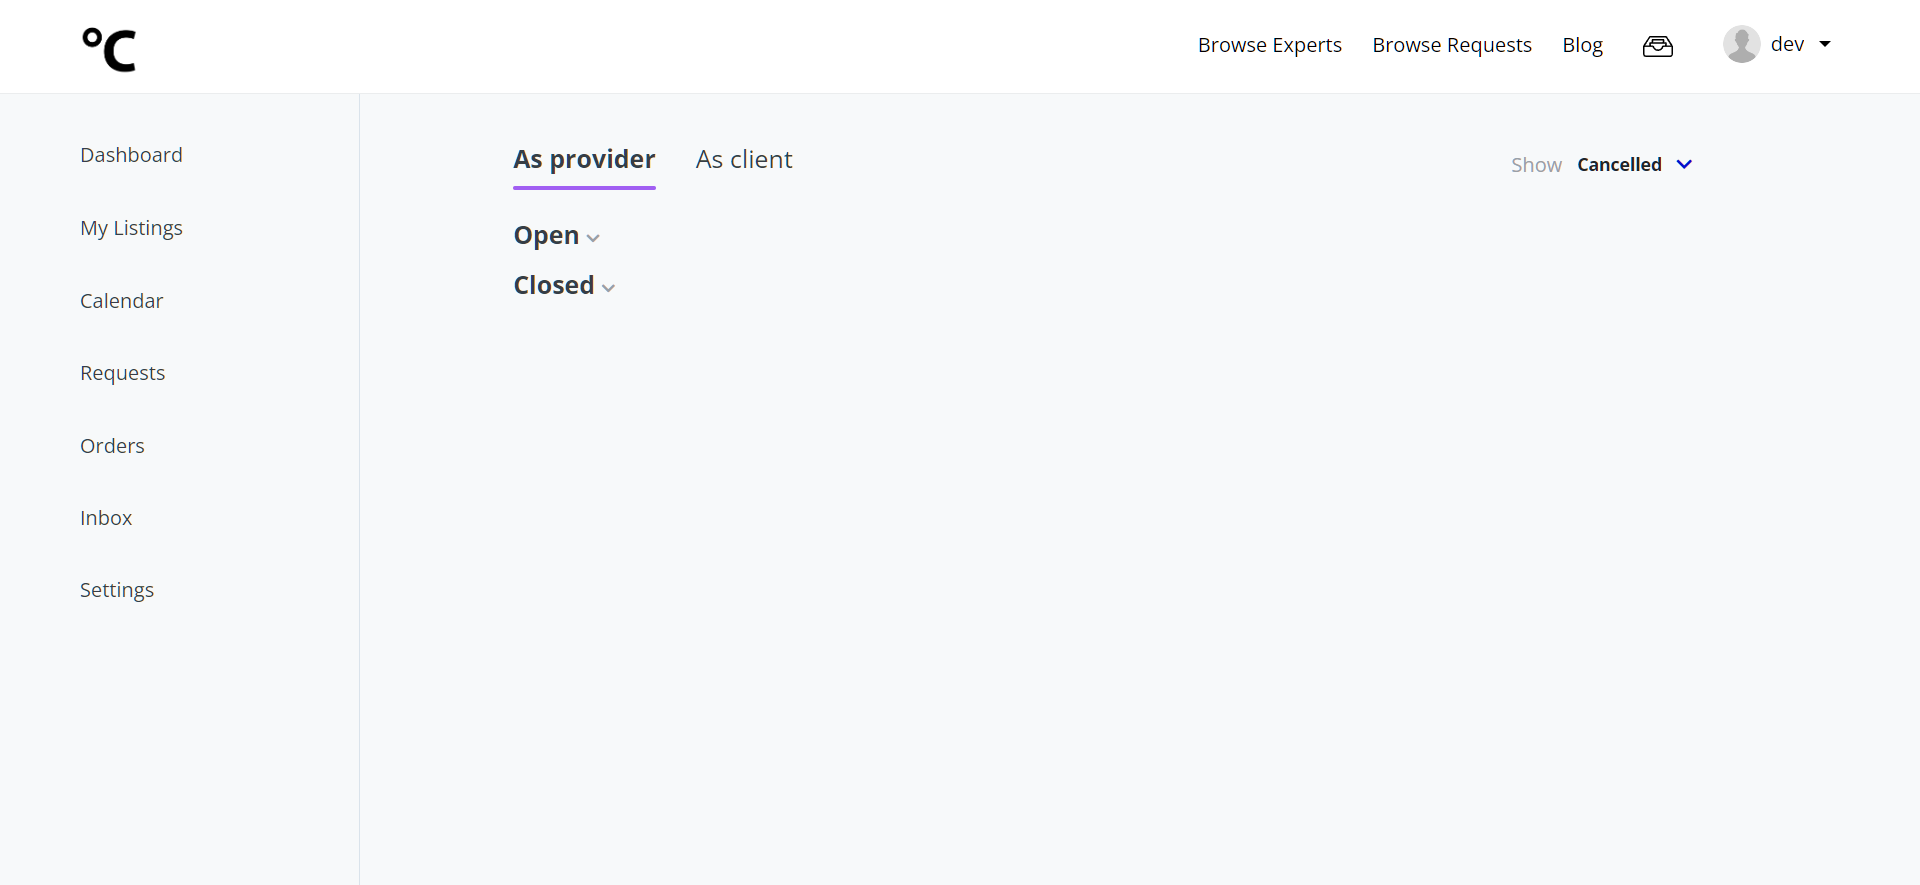 °C
Browse Experts Browse Requests Blog dev
Dashboard
My Listings
Calendar
Requests
Orders
Inbox
Settings
As provider As client
Show Cancelled
Open
Closed